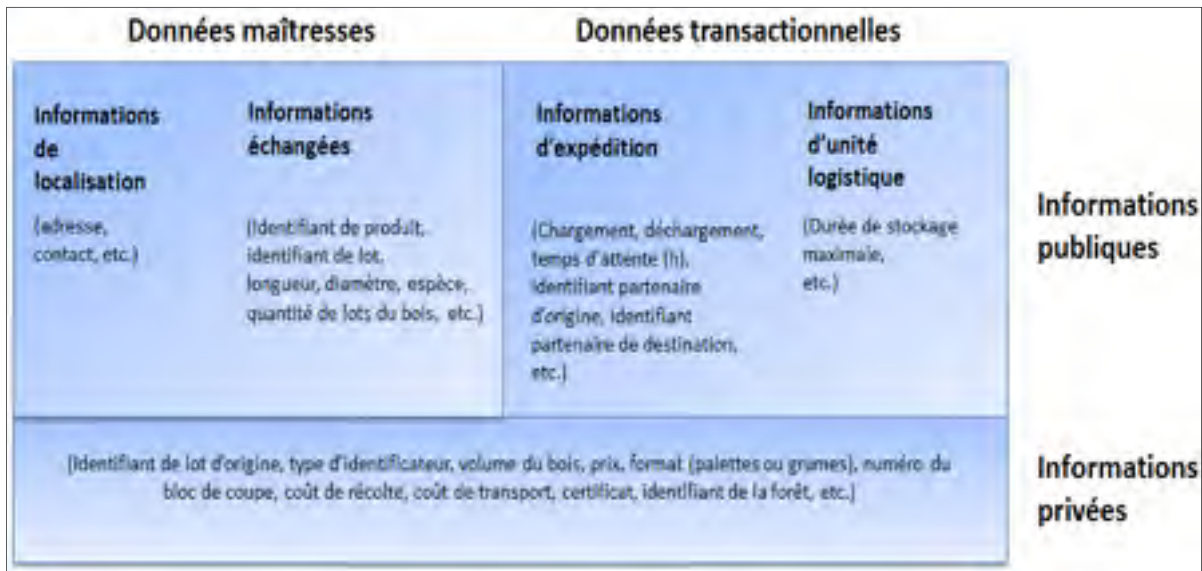 Données maîtresses
Données transactionnelles
Informations
de
localisation
(adresse,
contact, etc.)
Informations
échangées
(Identifiant de produit,
identifiant de lot,
longueur, diamètre, espèce,
quantité de lots du bois, etc.)
Informations
d'expédition
(Chargement, déchargement,
temps d'attente (h),
identifiant partenaire
d'origine, identifiant
partenaire de destination,
etc.)
Informations
d'unité
logistique
(Durée de stockage
maximale,
etc.)
Informations
publiques
(Identifiant de lot d'origine, type d'identificateur, volume du bois, prix, format (palettes ou grumes), numéro du
bloc de coupe, coût de récolte, coût de transport, certificat, identifiant de la forêt, etc.)
Informations
privées